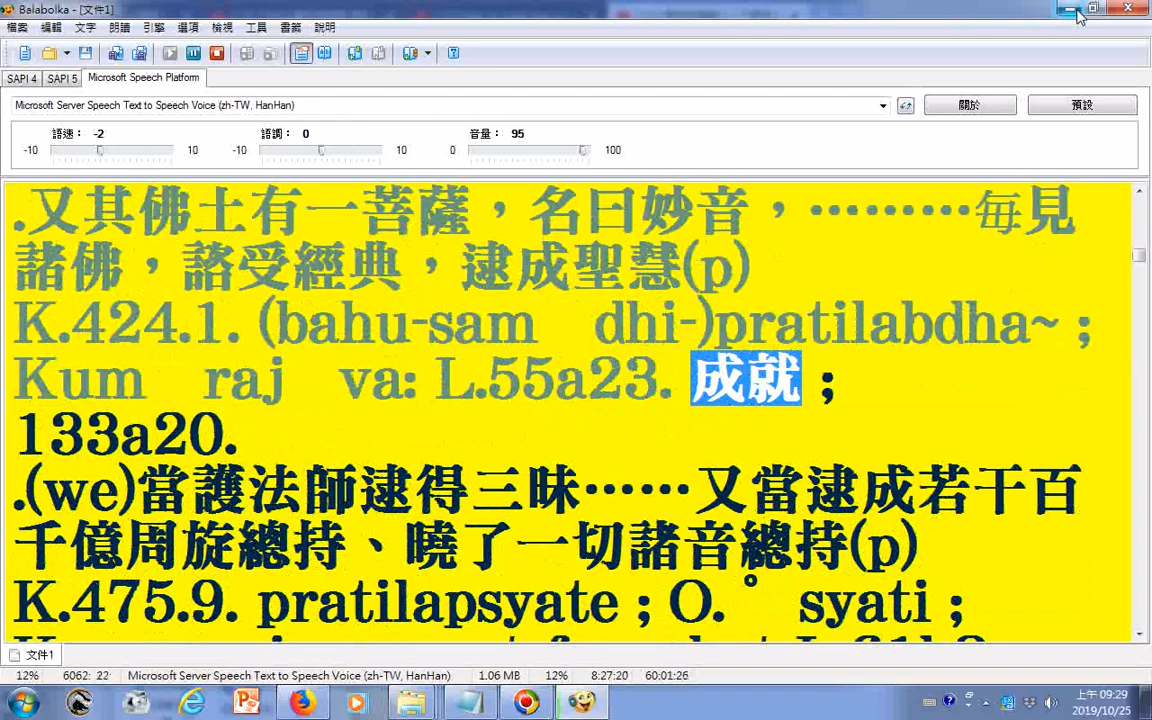 Balabolka - [文件1]
檔案 編輯 文字 朗讀 引擎 選項 檢視 工具 書籤 說明
SAPI 4 SAPI 5 Microsoft Speech Platform
Microsoft Server Speech Text to Speech Voice (zh-TW, HanHan) 關於 預設
語速： -2 語調： 0 音量： 95
-10 10 -10 10 0 100
.又其佛土有一菩薩，名曰妙音，………每見
諸佛，諮受經典，逮成聖慧(p)
K.424.1. (bahu-sam dhi-)pratilabdha~ ;
Kum raj va: L.55a23. 成就 ;
133a20.
.(we)當護法師逮得三昧……又當逮成若干百
千億周旋總持、曉了一切諸音總持(p)
K.475.9. pratilapsyate ; O. ° syati ;
文件1
12% 6062: 22 Microsoft Server Speech Text to Speech Voice (zh-TW, HanHan) 1.06 MB 12% 8:27:20 60:01:26
上午 09:29
2019/10/25